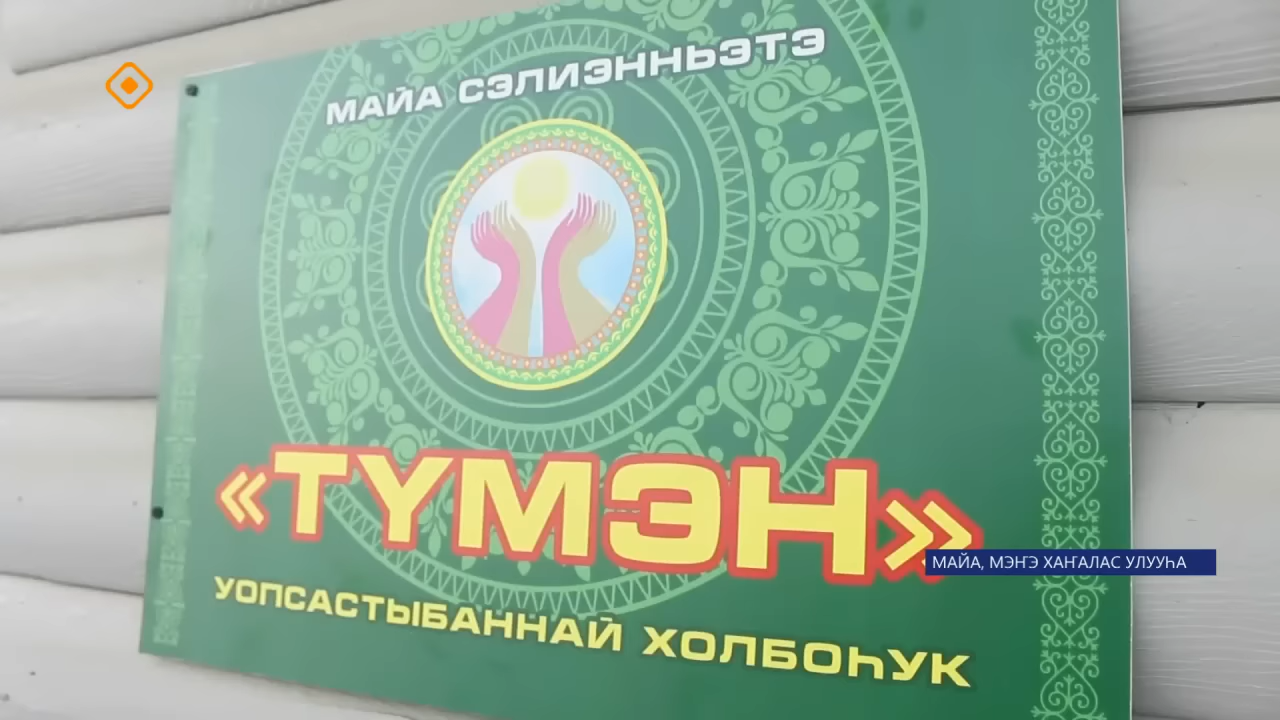 МАЙА СЭЛИЭННЬЭТЭ
«ТҮМЭН»
УОПСАСТЫБАННАЙ ХОЛБОҺУК
МАЙА, МЭҤЭ ХАҤАЛАС УЛУУҺА